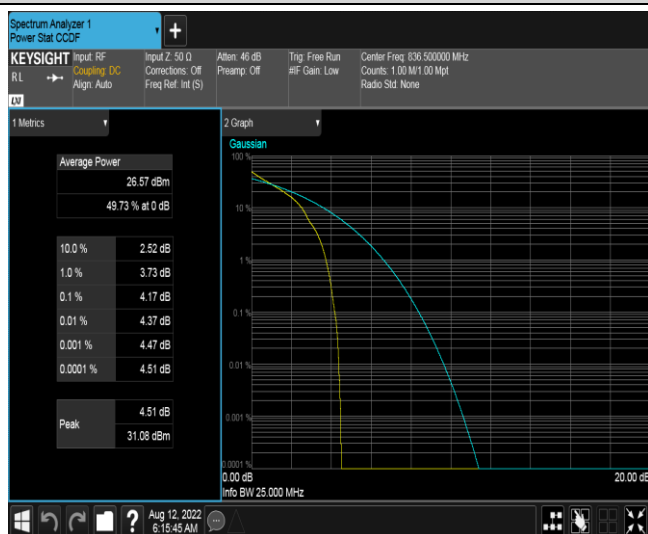 Spectrum Analyzer 1
Power Stat CCDF
+
KEYSIGHT
RL
LXI
Input: RF
Coupling: DC
Align: Auto
Input Z: 50 Ω
Corrections: Off
Freq Ref: Int (S)
Atten: 46 dB
Preamp: Off
Trig: Free Run
#IF Gain: Low
Center Freq: 836.500000 MHz
Counts: 1.00 M/1.00 Mpt
Radio Std: None
1 Metrics
Average Power
26.57 dBm
49.73 % at 0 dB
10.0 % 2.52 dB
1.0 % 3.73 dB
0.1 % 4.17 dB
0.01 % 4.37 dB
0.001 % 4.47 dB
0.0001 % 4.51 dB
Peak
4.51 dB
31.08 dBm
2 Graph
Gaussian
100 %
10 %
1 %
0.1 %
0.01 %
0.001 %
0.0001 %
0.00 dB 20.00 dB
Info BW 25.000 MHz
?
Aug 12, 2022
6:15:45 AM